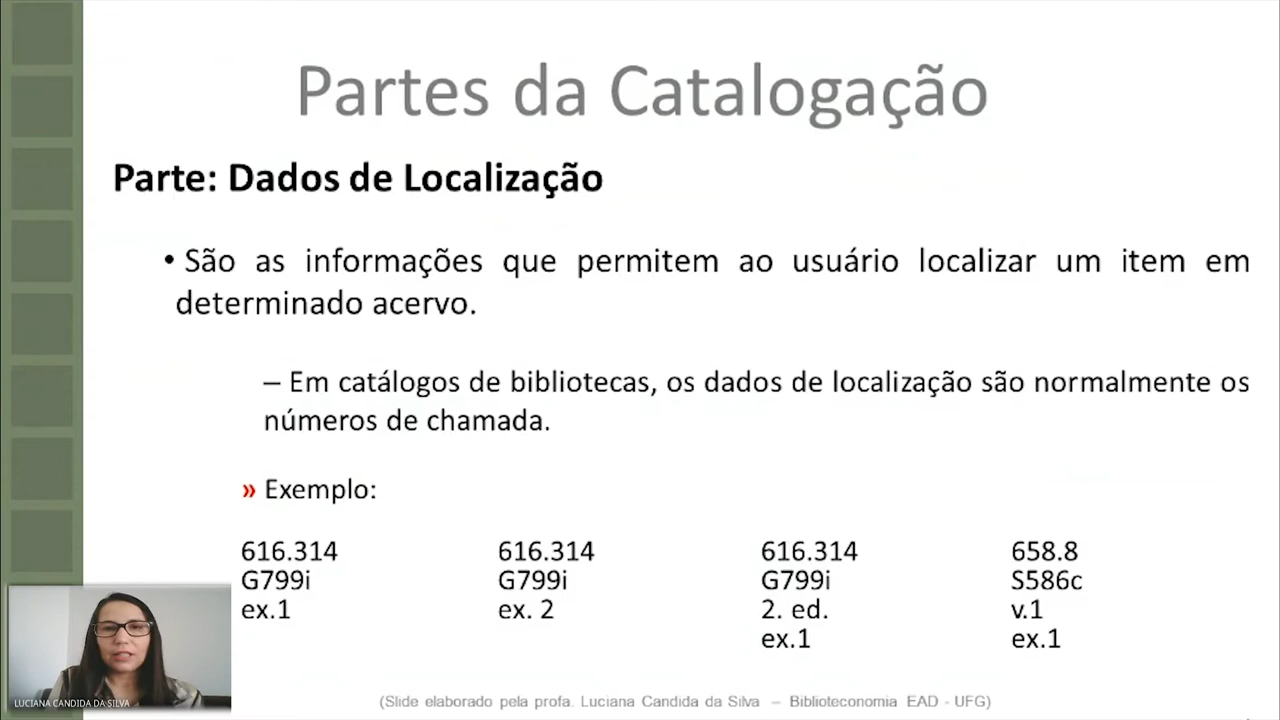 Partes da Catalogação
Parte: Dados de Localização
• São as informações que permitem ao usuário localizar um item em
determinado acervo.
– Em catálogos de bibliotecas, os dados de localização são normalmente os
números de chamada.
» Exemplo:
616.314
G799i
ex.1
616.314
G799i
ex. 2
616.314
G799i
2. ed.
ex.1
658.8
S586c
v.1
ex.1
LUCIANA CANDIDA DA SILVA
(Slide elaborado pela profa. Luciana Candida da Silva – Biblioteconomia EAD - UFG)